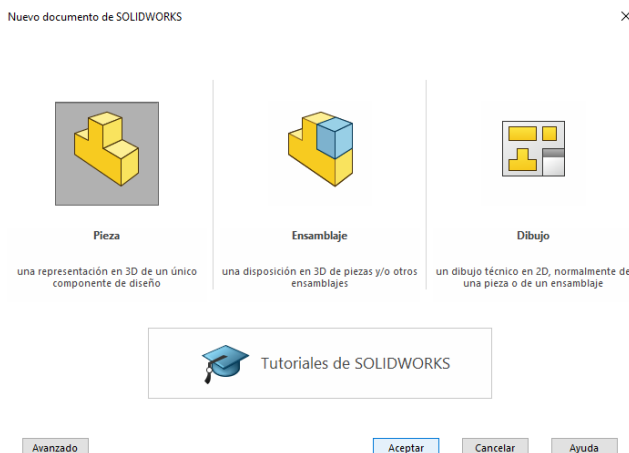 Nuevo documento de SOLIDWORKS
Pieza
una representación en 3D de un único
componente de diseño
Ensamblaje
una disposición en 3D de piezas y/o otros
ensamblajes
Dibujo
un dibujo técnico en 2D, normalmente de
una pieza o de un ensamblaje
Tutoriales de SOLIDWORKS
Avanzado
Aceptar
Cancelar
Ayuda